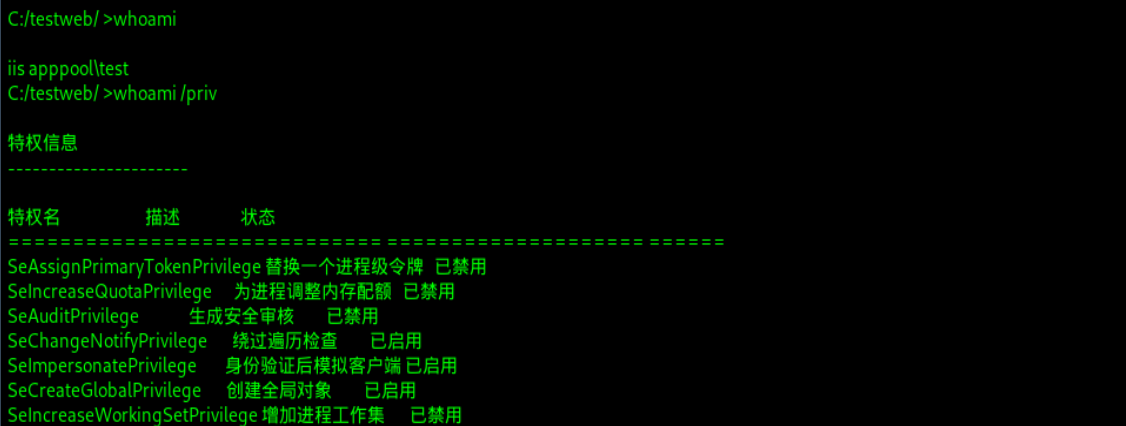 C:/testweb/ >whoami
iis apppool\test
C:/testweb/ >whoami /priv
特权信息
----------------------
特权名 描述 状态
============================= ==================== ======
SeAssignPrimaryTokenPrivilege 替换一个进程级令牌 已禁用
SeIncreaseQuotaPrivilege 为进程调整内存配额 已禁用
SeAuditPrivilege 生成安全审核 已禁用
SeChangeNotifyPrivilege 绕过遍历检查 已启用
SeImpersonatePrivilege 身份验证后模拟客户端 已启用
SeCreateGlobalPrivilege 创建全局对象 已启用
SeIncreaseWorkingSetPrivilege 增加进程工作集 已禁用